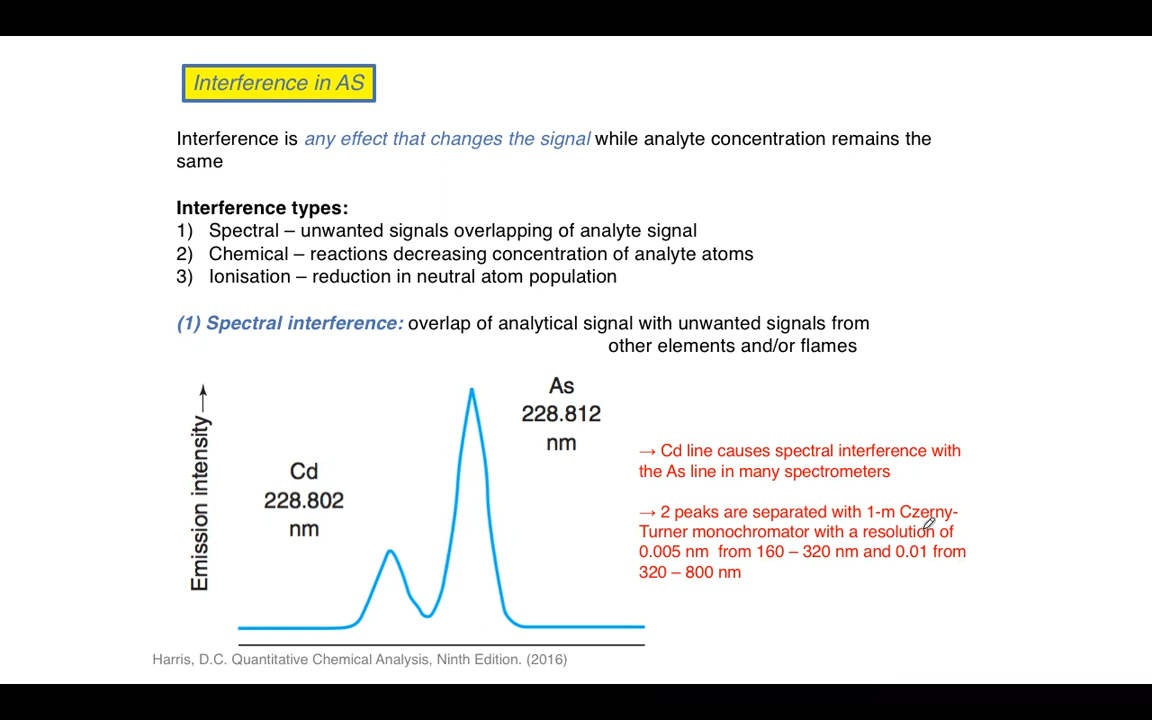 Interference in AS
Interference is any effect that changes the signal while analyte concentration remains the
same
Interference types:
1) Spectral – unwanted signals overlapping of analyte signal
2) Chemical – reactions decreasing concentration of analyte atoms
3) Ionisation – reduction in neutral atom population
(1) Spectral interference: overlap of analytical signal with unwanted signals from
other elements and/or flames
Emission intensity→
Cd
228.802
nm
As
228.812
nm
→ Cd line causes spectral interference with
the As line in many spectrometers
→ 2 peaks are separated with 1-m Czerny-
Turner monochromator with a resolution of
0.005 nm from 160 – 320 nm and 0.01 from
320 – 800 nm
Harris, D.C. Quantitative Chemical Analysis, Ninth Edition. (2016)